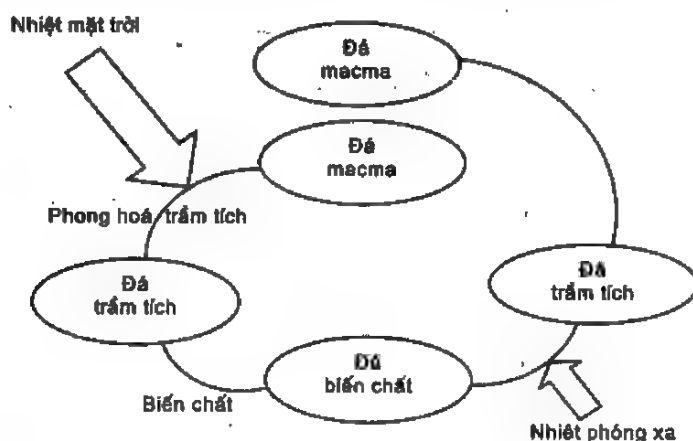 Nhiệt mặt trời
Đá
macma
Đá
macma
Phong hoá, trầm tích
Đá
trầm tích
Đá
trầm tích
Đá
biến chất
Biến chất
Nhiệt phóng xa